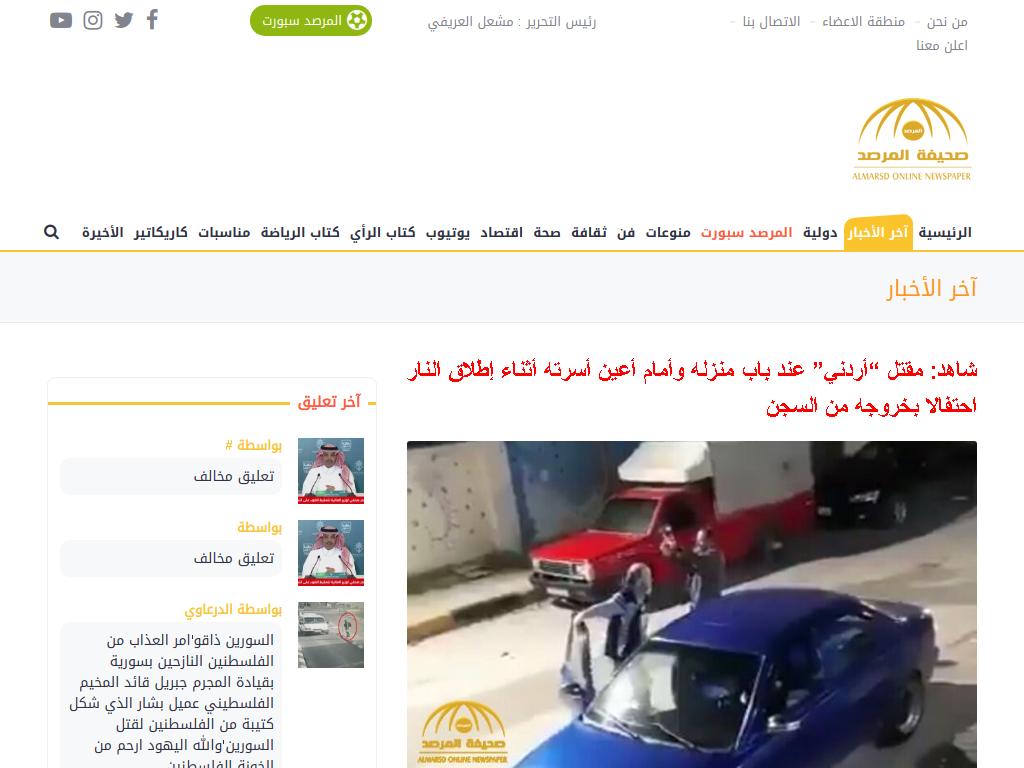 من نحن - منطقة الاعضاء - الاتصال بنا -
اعلن معنا
رئيس التحرير : مشعل العريفي
المرصد سبورت
المرصد
صحيفة المرصد
ALMARSD ONLINE NEWSPAPER
الرئيسية آخر الأخبار دولية المرصد سبورت منوعات فن ثقافة صحة اقتصاد يوتيوب كتاب الرأي كتاب الرياضة مناسبات كاريكاتير الأخيرة
آخر الأخبار
شاهد: مقتل “أردني” عند باب منزله وأمام أعين أسرته أثناء إطلاق النار
احتفالا بخروجه من السجن
صحيفة المرصد
ALMARSD ONLINE NEWSPAPER
آخر تعليق
بواسطة #
تعليق مخالف
بواسطة
تعليق مخالف
بواسطة الدرعاوي
السورين ذاقو'امر العذاب من
الفلسطنين النازحين بسورية
بقيادة المجرم جبريل قائد المخيم
الفلسطيني عميل بشار الذي شكل
كتيبة من الفلسطنين لقتل
السورين'والله اليهود ارحم من
الخونة الفلسطنين